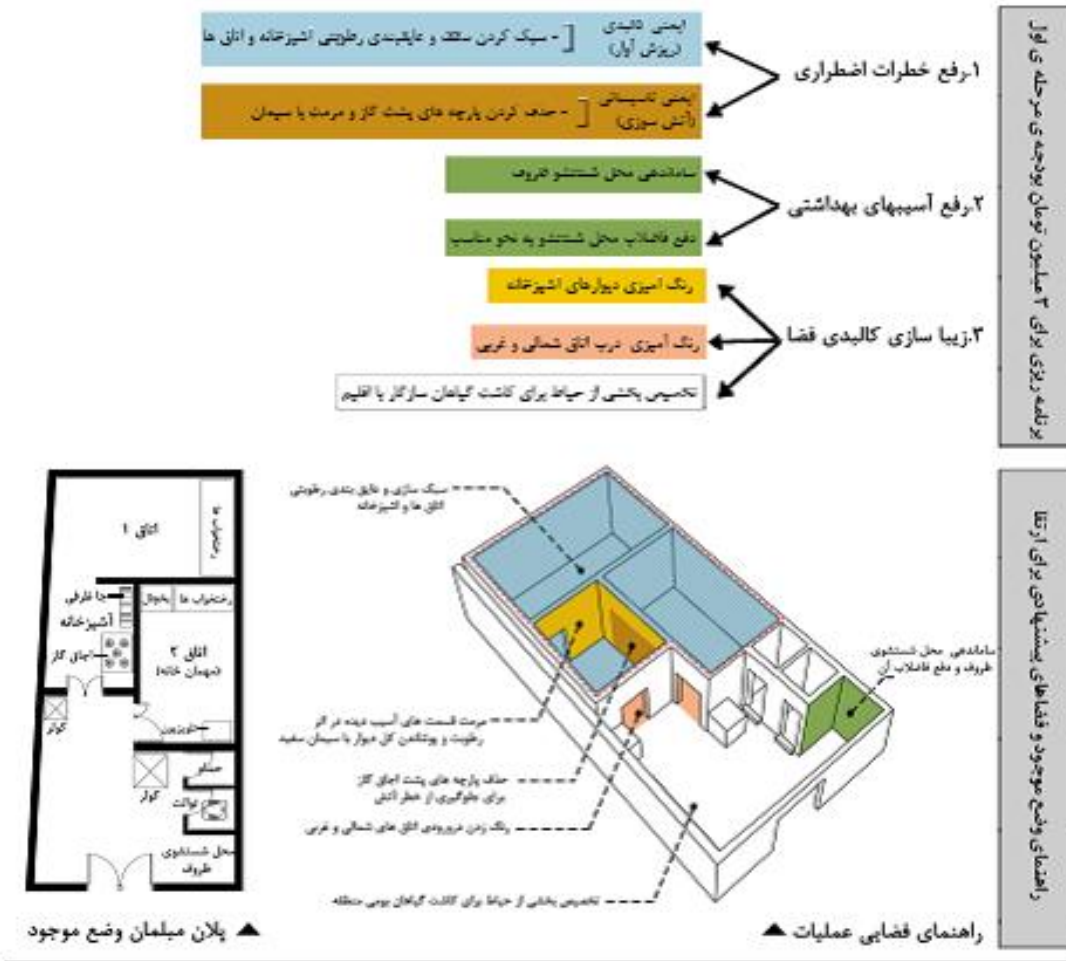 برنامه ریزی برای ۳ میلیون تومان بودجه ی مرحله ی اول
۱.رفع خطرات اضطراری
ایمنی کالبدی
(ریزش آوار)
- سبک کردن سقف و عایقبندی رطوبتی آشپزخانه و اتاق ها
ایمنی تاسیساتی
(آتش سوزی)
- حذف کردن پارچه های پشت گاز و مرمت با سیمان
۲.رفع آسیبهای بهداشتی
ساماندهی محل شستشو ظروف
دفع فاضلاب محل شستشو به نحو مناسب
۳.زیبا سازی کالبدی فضا
رنگ آمیزی دیوارهای آشپزخانه
رنگ آمیزی درب اتاق شمالی و غربی
تخصیص بخشی از حیاط برای کاشت گیاهان سازگار با اقلیم
راهنمای وضع موجود و فضاهای پیشنهادی برای ارتقا
سبک سازی و عایق بندی رطوبتی
اتاق ها و آشپزخانه
ساماندهی محل شستشوی
ظروف و دفع فاضلاب آن
مرمت قسمت های آسیب دیده در اثر
رطوبت و پوشاندن کل دیوار با سیمان سفید
حذف پارچه های پشت اجاق گاز
برای جلوگیری از خطر آتش
رنگ زدن درورودی اتاق های شمالی و غربی
تخصیص بخشی از حیاط برای کاشت گیاهان بومی منطقه
راهنمای فضایی عملیات
اتاق ۱
رختخواب ها
جا ظرفی
یخچال
رختخواب ها
آشپزخانه
اجاق گاز
اتاق ۲
(مهمان خانه)
کولر
تلویزیون
حمام
کولر
توالت
محل شستشوی
ظروف
پلان مبلمان وضع موجود